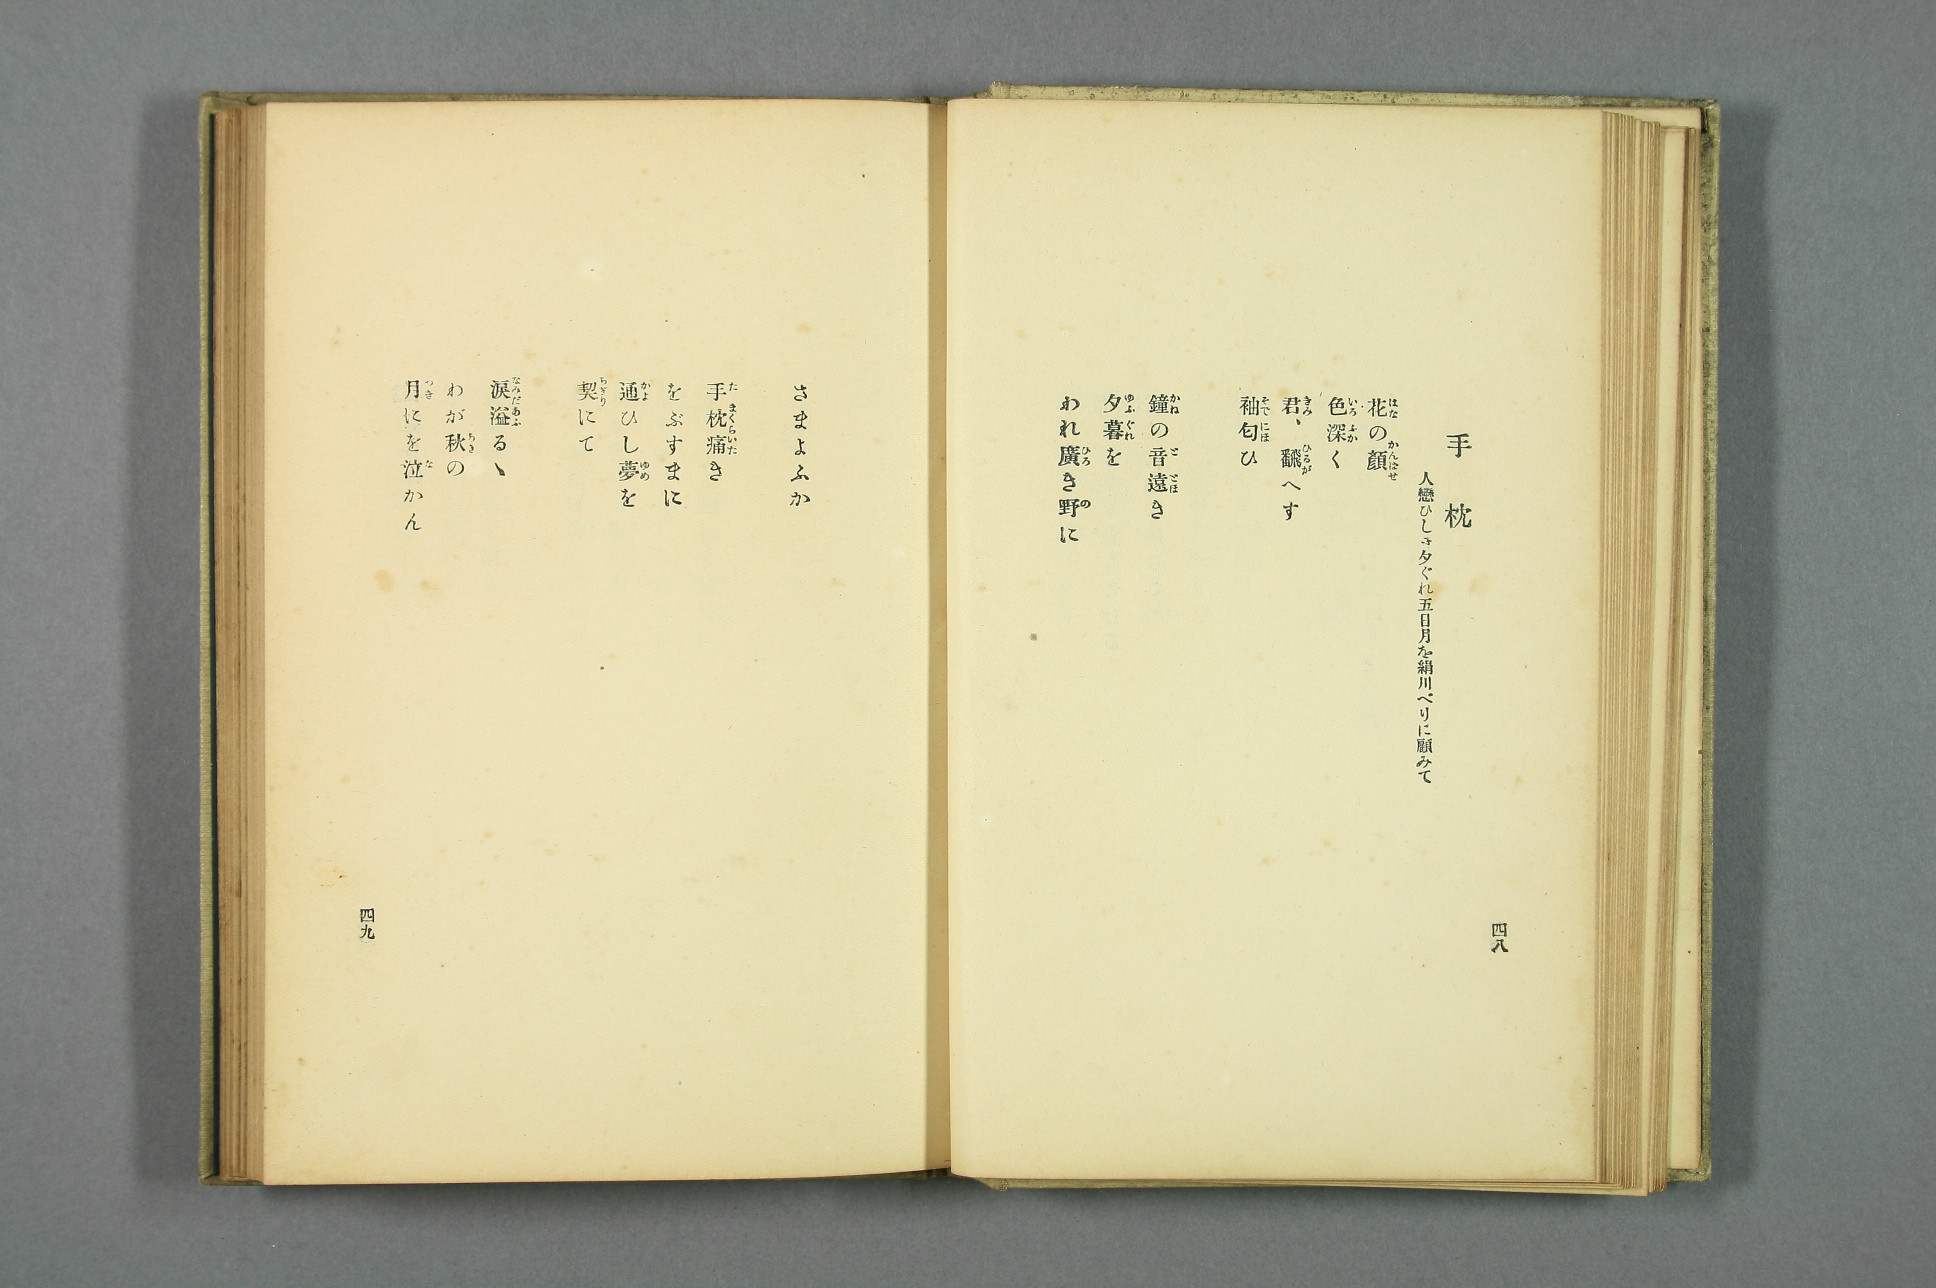 手枕
人戀ひしき夕ぐれ五日月を絹川べりに顧みて
花の顏
色深く
君、飜へす
袖匂ひ
鐘の音遠き
夕暮を
われ廣き野に
四八
さまよふか
手枕痛き
をぶすまに
通ひし夢を
契にて
淚溢るゝ
わが秋の
月にを泣かん
四九